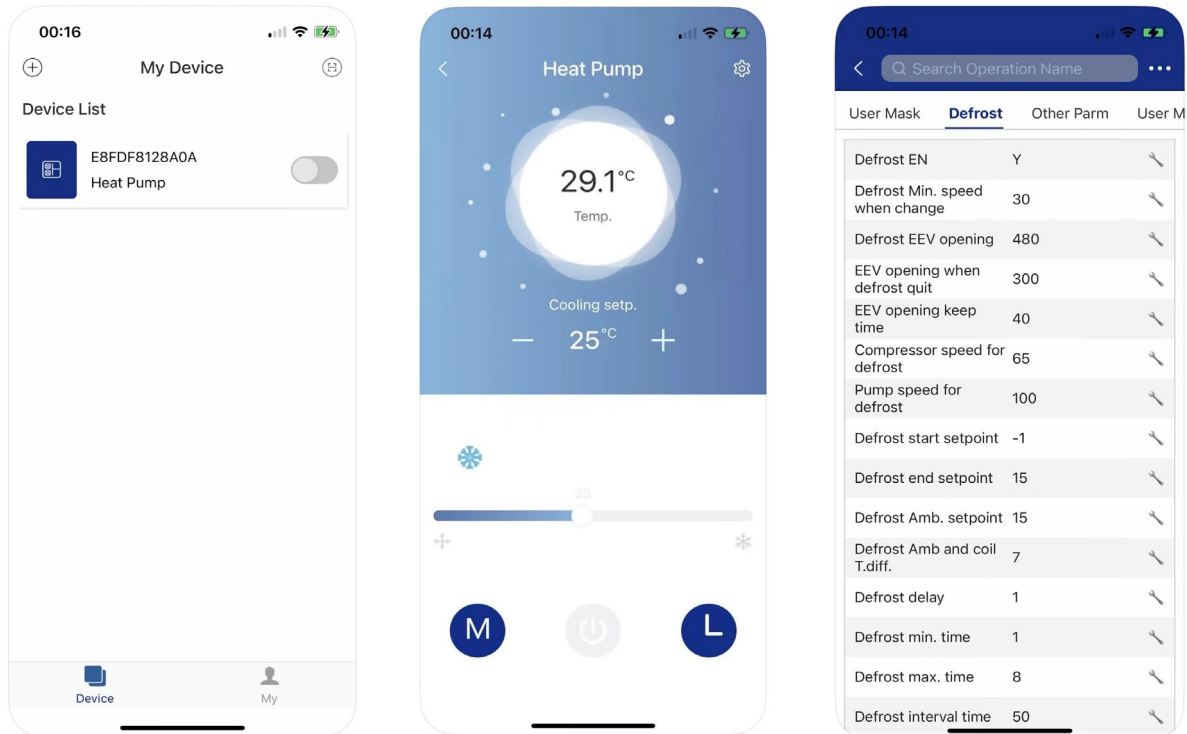 00:16
My Device
Device List
E8FDF8128A0A
Heat Pump
Device
My
00:14
Heat Pump
29.1°C
Temp.
Cooling setp.
25°C
25
M
00:14
Search Operation Name
User Mask Defrost Other Parm User M
Defrost EN Y
Defrost Min. speed
when change 30
Defrost EEV opening 480
EEV opening when
defrost quit 300
EEV opening keep
time 40
Compressor speed for
defrost 65
Pump speed for
defrost 100
Defrost start setpoint -1
Defrost end setpoint 15
Defrost Amb. setpoint 15
Defrost Amb and coil
T.diff. 7
Defrost delay 1
Defrost min. time 1
Defrost max. time 8
Defrost interval time 50